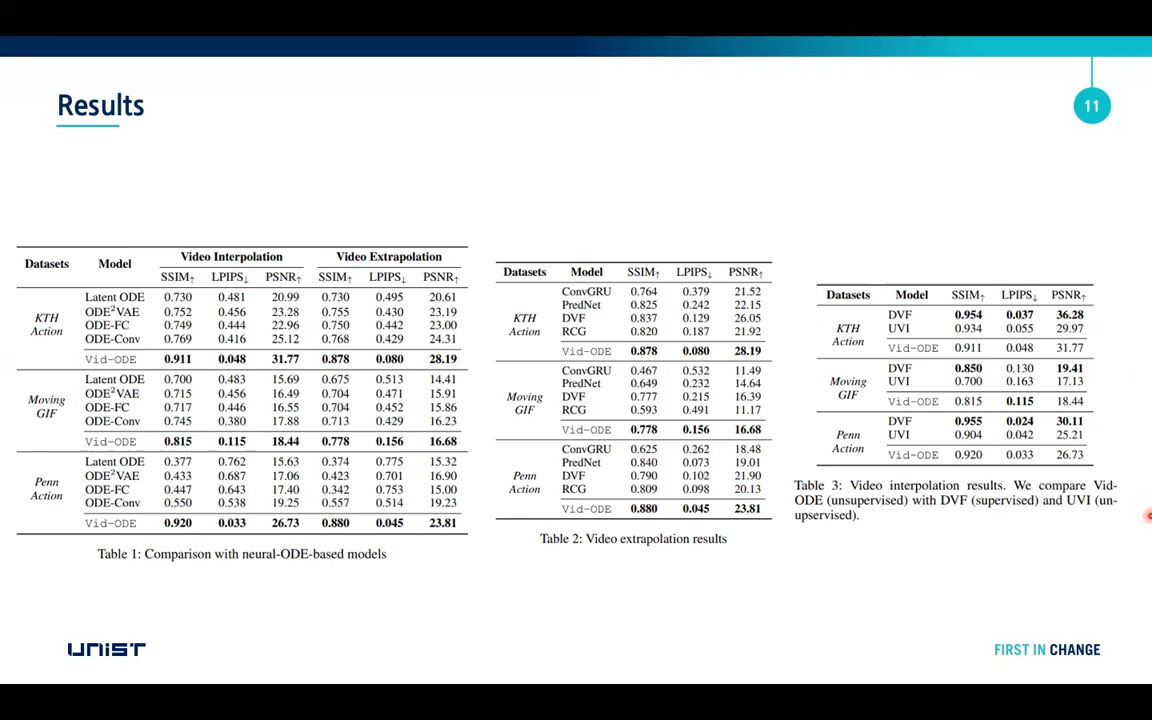 Results
11
Datasets Model Video Interpolation Video Extrapolation
SSIM↑ LPIPS↓ PSNR↑ SSIM↑ LPIPS↓ PSNR↑
KTH Action
Latent ODE 0.730 0.481 20.99 0.730 0.495 20.61
ODE²VAE 0.752 0.456 23.28 0.755 0.430 23.19
ODE-FC 0.749 0.444 22.96 0.750 0.442 23.00
ODE-Conv 0.769 0.416 25.12 0.768 0.429 24.31
Vid-ODE 0.911 0.048 31.77 0.878 0.080 28.19
Moving GIF
Latent ODE 0.700 0.483 15.69 0.675 0.513 14.41
ODE²VAE 0.715 0.456 16.49 0.704 0.471 15.91
ODE-FC 0.717 0.446 16.55 0.704 0.452 15.86
ODE-Conv 0.745 0.380 17.88 0.713 0.429 16.23
Vid-ODE 0.815 0.115 18.44 0.778 0.156 16.68
Penn Action
Latent ODE 0.377 0.762 15.63 0.374 0.775 15.32
ODE²VAE 0.433 0.687 17.06 0.423 0.701 16.90
ODE-FC 0.447 0.643 17.40 0.342 0.753 15.00
ODE-Conv 0.550 0.538 19.25 0.557 0.514 19.23
Vid-ODE 0.920 0.033 26.73 0.880 0.045 23.81
Table 1: Comparison with neural-ODE-based models
Datasets Model SSIM↑ LPIPS↓ PSNR↑
KTH Action
ConvGRU 0.764 0.379 21.52
PredNet 0.825 0.242 22.15
DVF 0.837 0.129 26.05
RCG 0.820 0.187 21.92
Vid-ODE 0.878 0.080 28.19
Moving GIF
ConvGRU 0.467 0.532 11.49
PredNet 0.649 0.232 14.64
DVF 0.777 0.215 16.39
RCG 0.593 0.491 11.17
Vid-ODE 0.778 0.156 16.68
Penn Action
ConvGRU 0.625 0.262 18.48
PredNet 0.840 0.073 19.01
DVF 0.790 0.102 21.90
RCG 0.809 0.098 20.13
Vid-ODE 0.880 0.045 23.81
Table 2: Video extrapolation results
Datasets Model SSIM↑ LPIPS↓ PSNR↑
KTH Action
DVF 0.954 0.037 36.28
UVI 0.934 0.055 29.97
Vid-ODE 0.911 0.048 31.77
Moving GIF
DVF 0.850 0.130 19.41
UVI 0.700 0.163 17.13
Vid-ODE 0.815 0.115 18.44
Penn Action
DVF 0.955 0.024 30.11
UVI 0.904 0.042 25.21
Vid-ODE 0.920 0.033 26.73
Table 3: Video interpolation results. We compare Vid-
ODE (unsupervised) with DVF (supervised) and UVI (un-
upservised).
UNIST
FIRST IN CHANGE